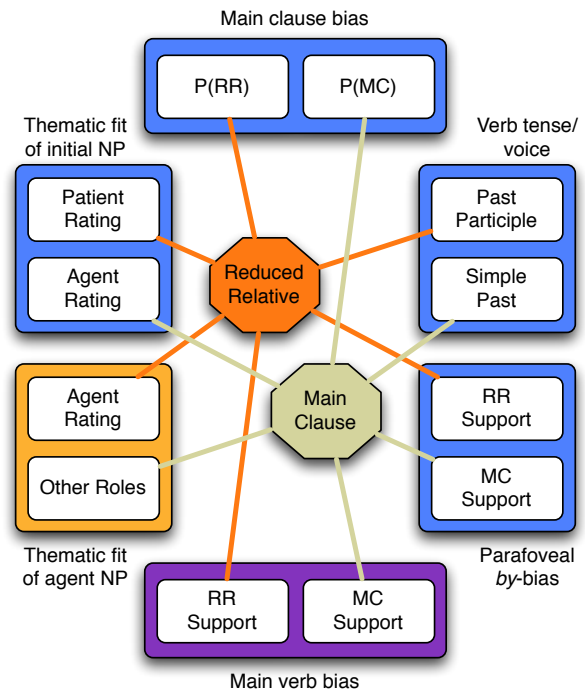 Main clause bias
P(RR)
P(MC)
Thematic fit
of initial NP
Verb tense/
voice
Patient
Rating
Agent
Rating
Past
Participle
Simple
Past
Reduced
Relative
Main
Clause
Agent
Rating
Other Roles
Thematic fit
of agent NP
RR
Support
MC
Support
Parafoveal
by-bias
RR
Support
MC
Support
Main verb bias